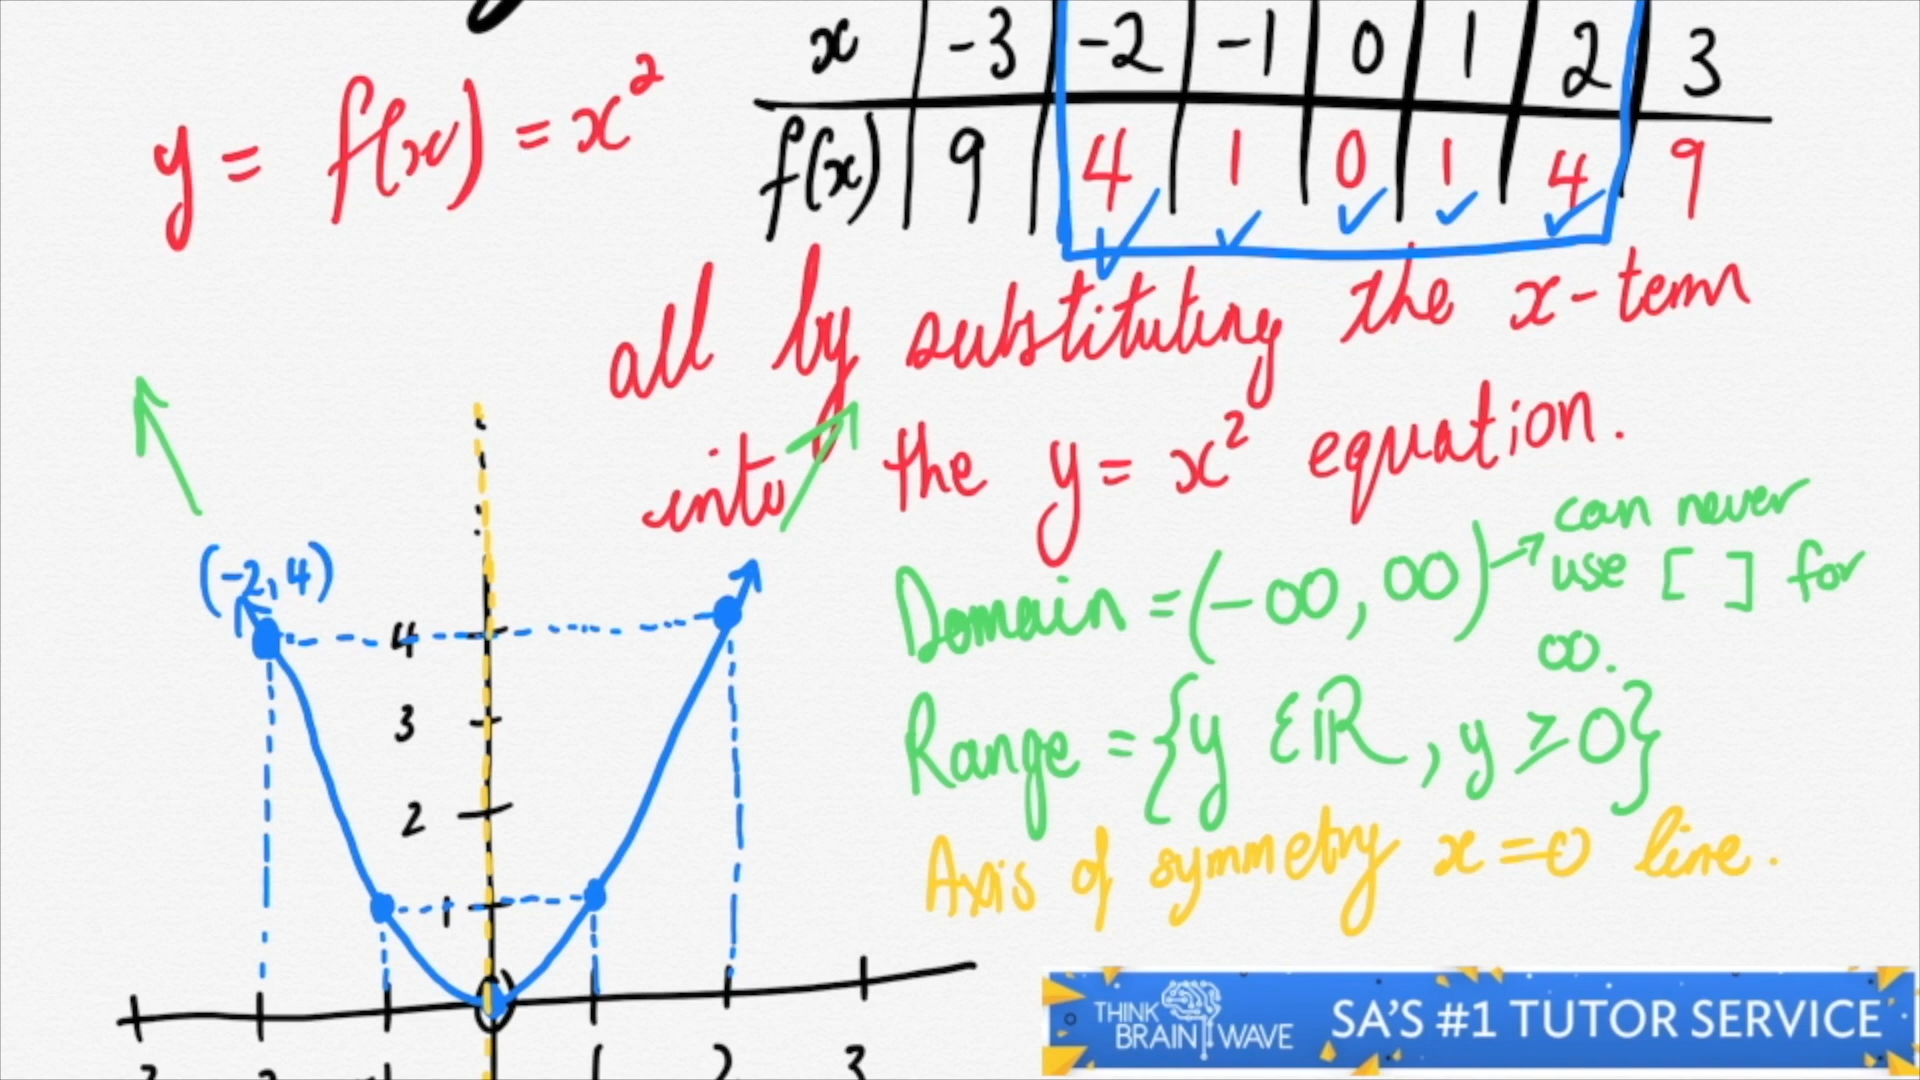 x -3 -2 -1 0 1 2 3
y = f(x) = x²
f(x) 9 4 1 0 1 4 9
all by substituting the x-term
into the y = x² equation.
Domain = (-∞, ∞) → can never
use [ ] for
∞.
Range = {y ∈ ℝ, y ≥ 0}
Axis of symmetry x=0 line.
(-2,4)
4
3
2
1
1 2 3
THINK
BRAINWAVE
SA'S #1 TUTOR SERVICE